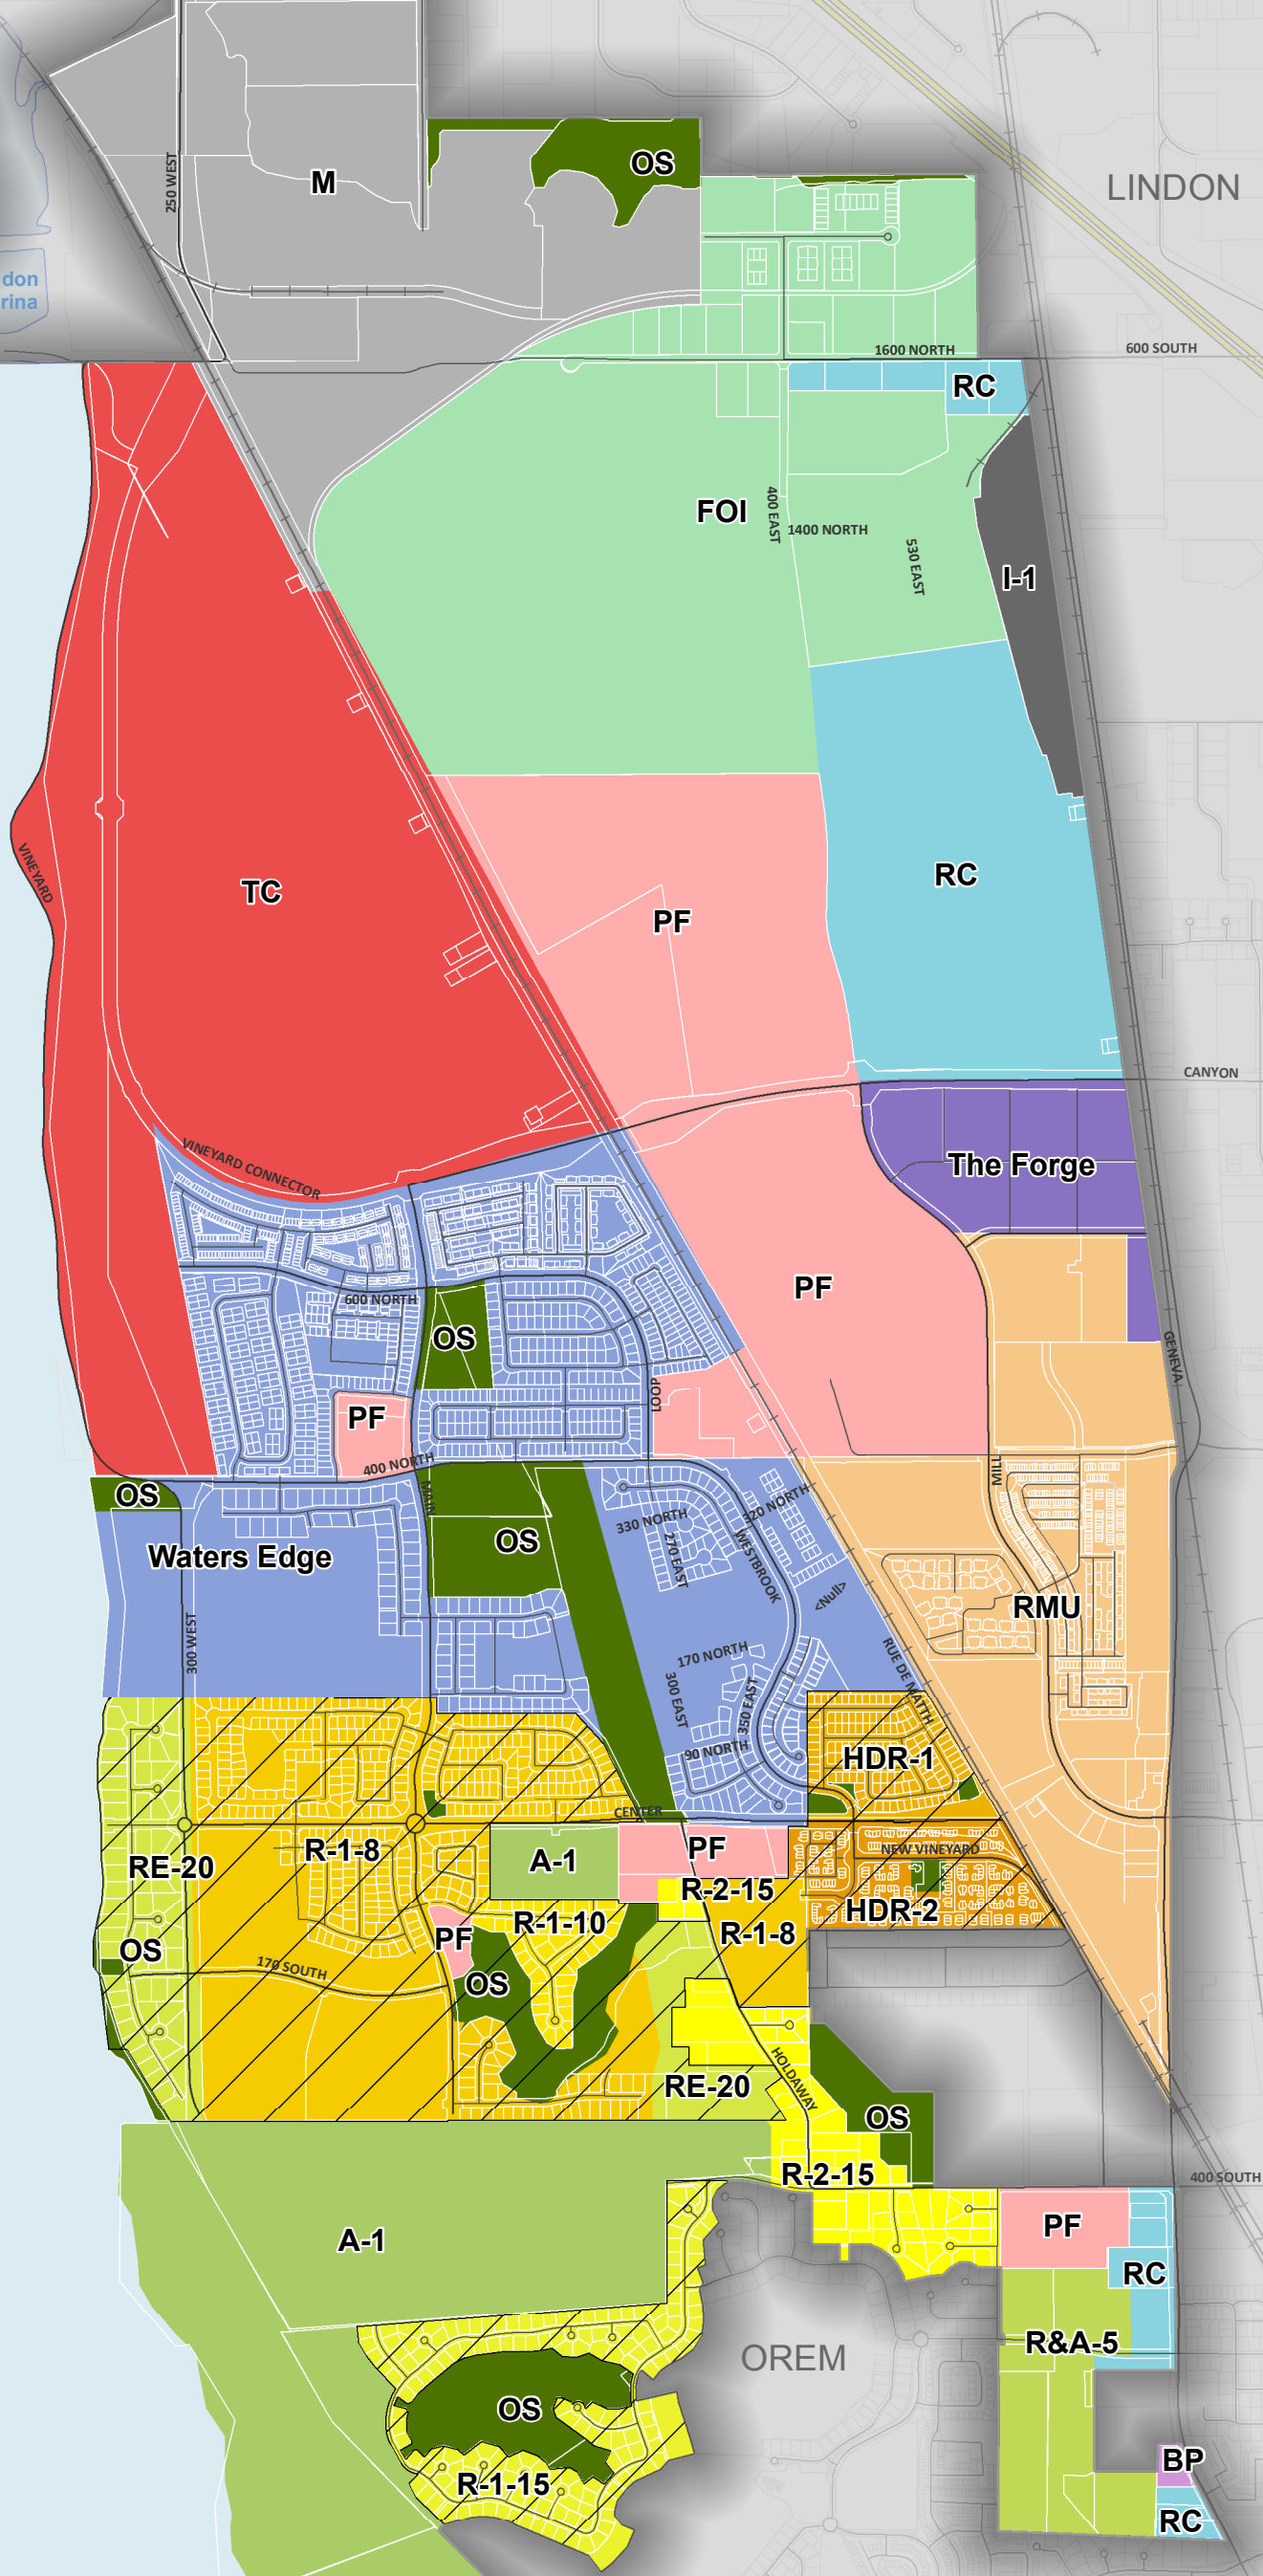 OS
LINDON
250 WEST
M
don
rina
1600 NORTH
600 SOUTH
RC
FOI
400 EAST
1400 NORTH
530 EAST
I-1
VINEYARD
TC
RC
PF
CANYON
VINEYARD CONNECTOR
The Forge
PF
600 NORTH
OS
GENEVA
LOOP
PF
400 NORTH
MILL
MAIN
OS
320 NORTH
330 NORTH
OS
Waters Edge
270 EAST
WESTBROOK
<Null>
RMU
300 WEST
170 NORTH
RUE DE MATTH
300 EAST
350 EAST
90 NORTH
HDR-1
CENTER
R-1-8
PF
NEW VINEYARD
RE-20
A-1
R-2-15
HDR-2
R-1-10
R-1-8
PF
OS
170 SOUTH
OS
HOLDAWAY
RE-20
OS
R-2-15
400 SOUTH
A-1
PF
RC
R&A-5
OREM
OS
BP
R-1-15
RC